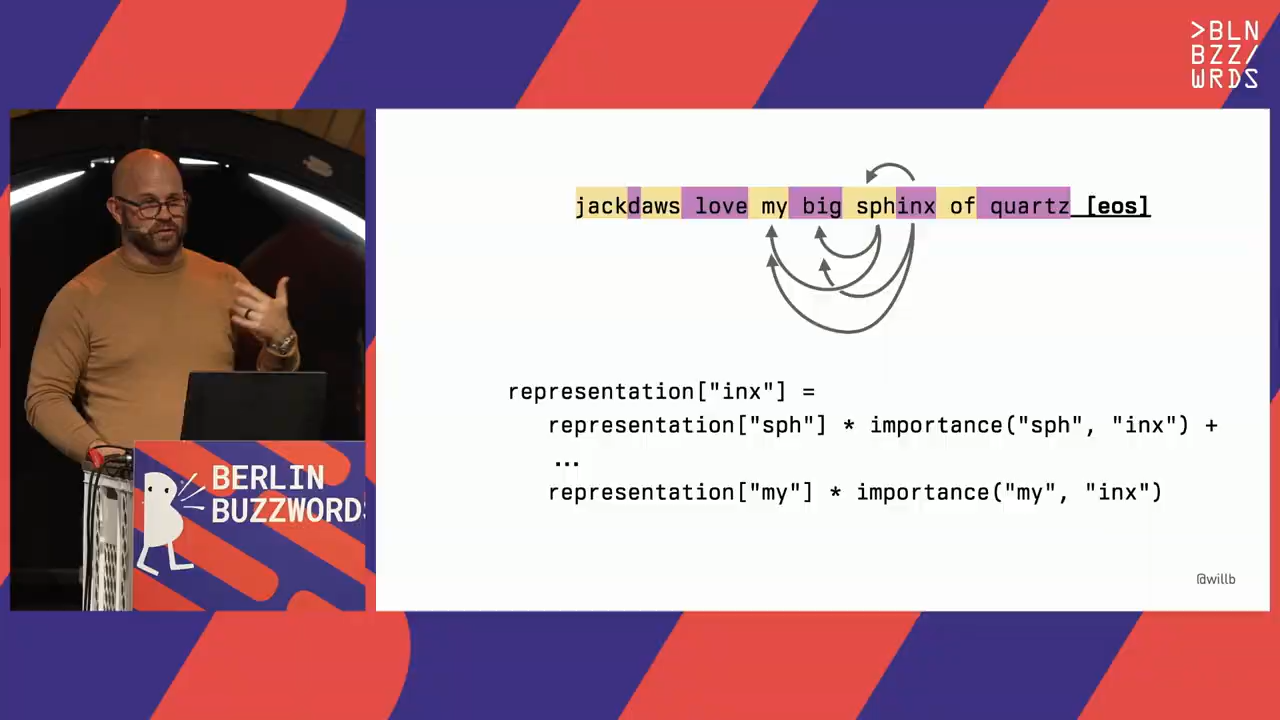 >BLN
BZZ/
WRDS
jackdaws love my big sphinx of quartz [eos]
representation["inx"] =
representation["sph"] * importance("sph", "inx") +
...
representation["my"] * importance("my", "inx")
@willb
BERLIN
BUZZWORDS